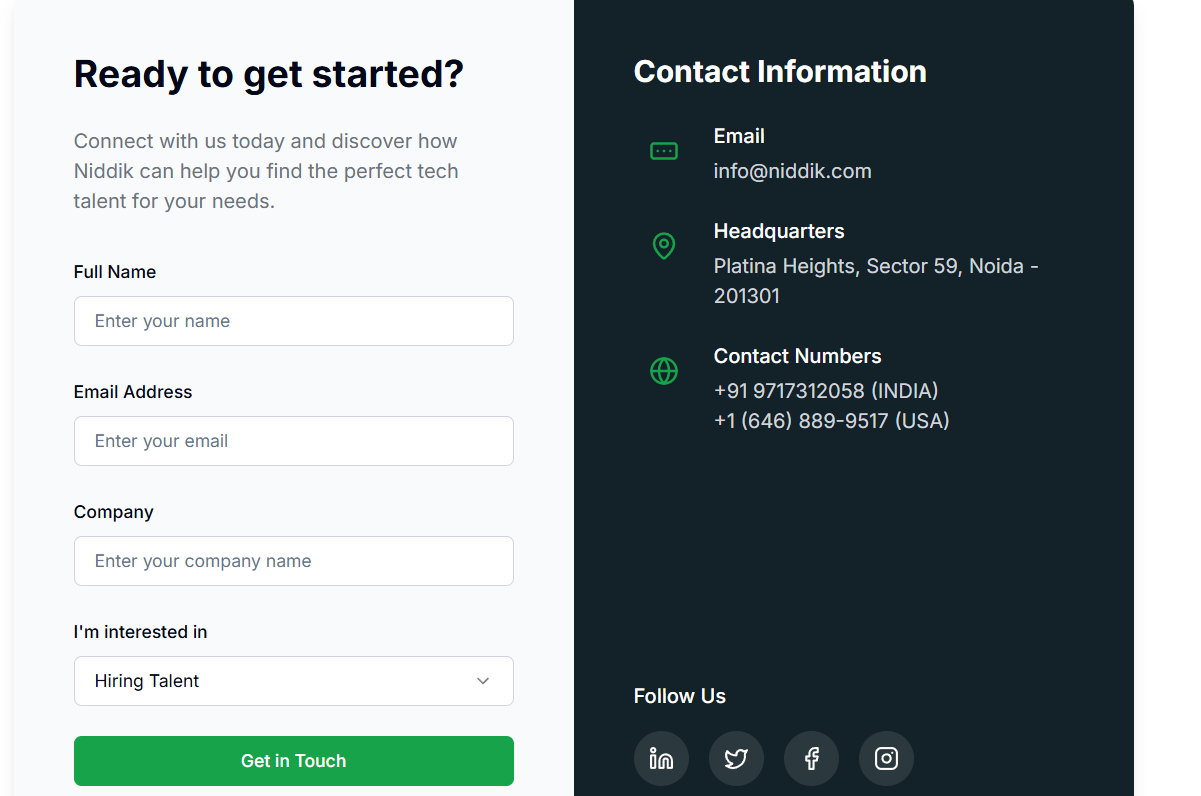 Ready to get started?
Connect with us today and discover how
Niddik can help you find the perfect tech
talent for your needs.
Full Name
Enter your name
Email Address
Enter your email
Company
Enter your company name
I'm interested in
Hiring Talent
Get in Touch
Contact Information
Email
info@niddik.com
Headquarters
Platina Heights, Sector 59, Noida -
201301
Contact Numbers
+91 9717312058 (INDIA)
+1 (646) 889-9517 (USA)
Follow Us